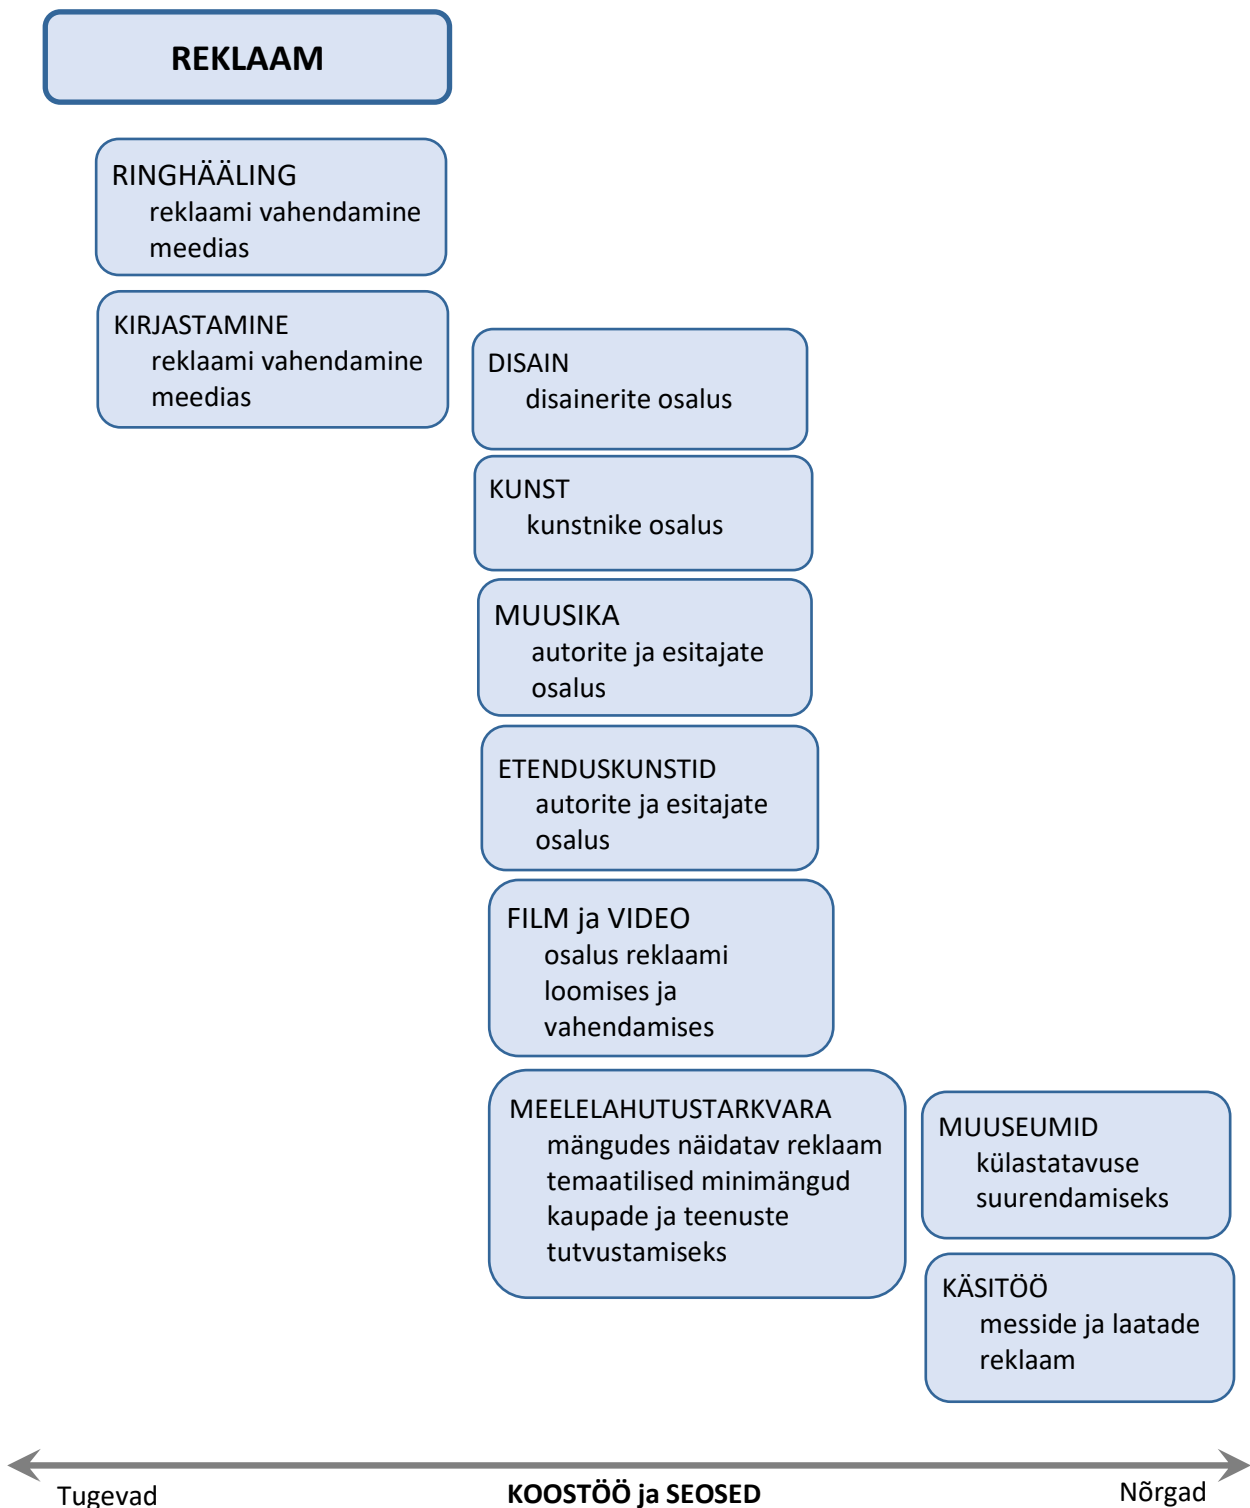 REKLAAM
RINGHÄÄLING
reklaami vahendamine
meedias
KIRJASTAMINE
reklaami vahendamine
meedias
DISAIN
disainerite osalus
KUNST
kunstnike osalus
MUUSIKA
autorite ja esitajate
osalus
ETENDUSKUNSTID
autorite ja esitajate
osalus
FILM ja VIDEO
osalus reklaami
loomises ja
vahendamises
MEELELAHUTUSTARKVARA
mängudes näidatav reklaam
temaatilised minimängud
kaupade ja teenuste
tutvustamiseks
MUUSEUMID
külastatavuse
suurendamiseks
KÄSITÖÖ
messide ja laatade
reklaam
Tugevad
KOOSTÖÖ ja SEOSED
Nõrgad